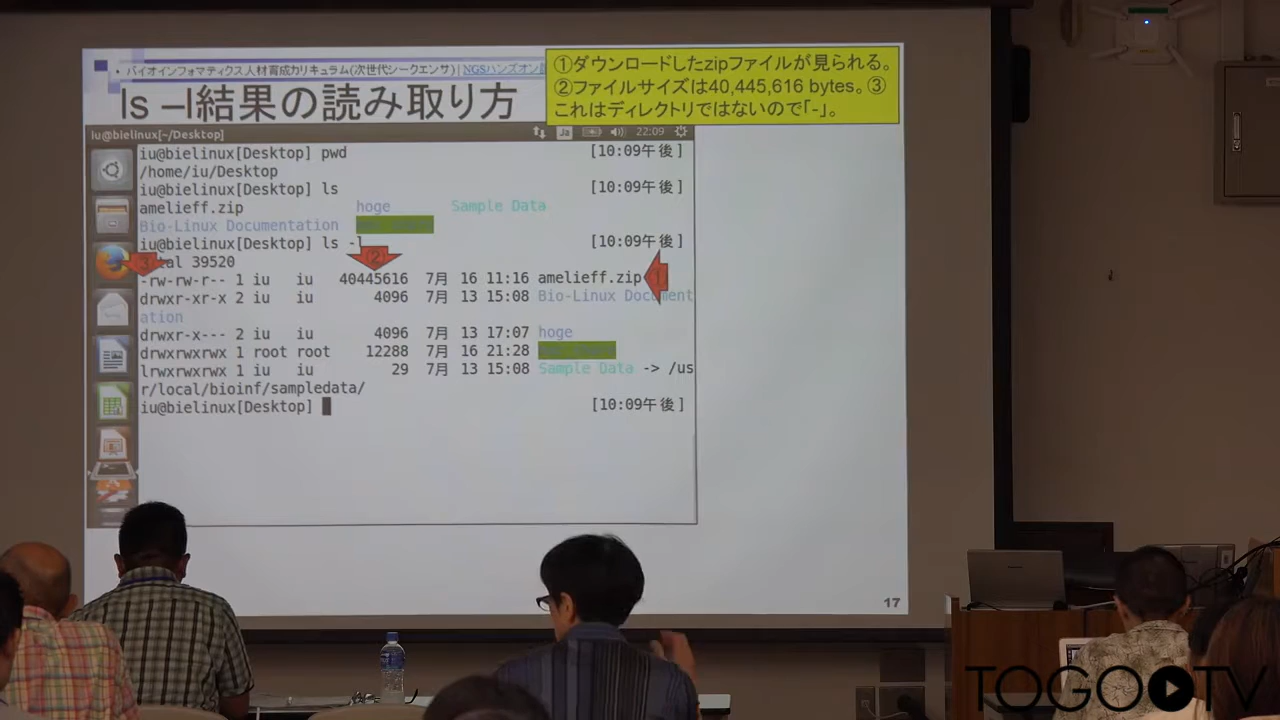 ・バイオインフォマティクス人材育成カリキュラム(次世代シークエンサ) | NGSハンズオン
ls –l結果の読み取り方
①ダウンロードしたzipファイルが見られる。
②ファイルサイズは40,445,616 bytes。③
これはディレクトリではないので「-」。
iu@bielinux[~/Desktop]
Ja
22:09
iu@bielinux[Desktop] pwd [10:09午後]
/home/iu/Desktop
iu@bielinux[Desktop] ls [10:09午後]
amelieff.zip hoge Sample Data
Bio-Linux Documentation
iu@bielinux[Desktop] ls -l [10:09午後]
②
③
tal 39520
-rw-rw-r-- 1 iu iu 40445616 7月 16 11:16 amelieff.zip
①
drwxr-xr-x 2 iu iu 4096 7月 13 15:08 Bio-Linux Document
ation
drwxr-x--- 2 iu iu 4096 7月 13 17:07 hoge
drwxrwxrwx 1 root root 12288 7月 16 21:28
lrwxrwxrwx 1 iu iu 29 7月 13 15:08 Sample Data -> /us
r/local/bioinf/sampledata/
iu@bielinux[Desktop] [10:09午後]
17
TOGOTV